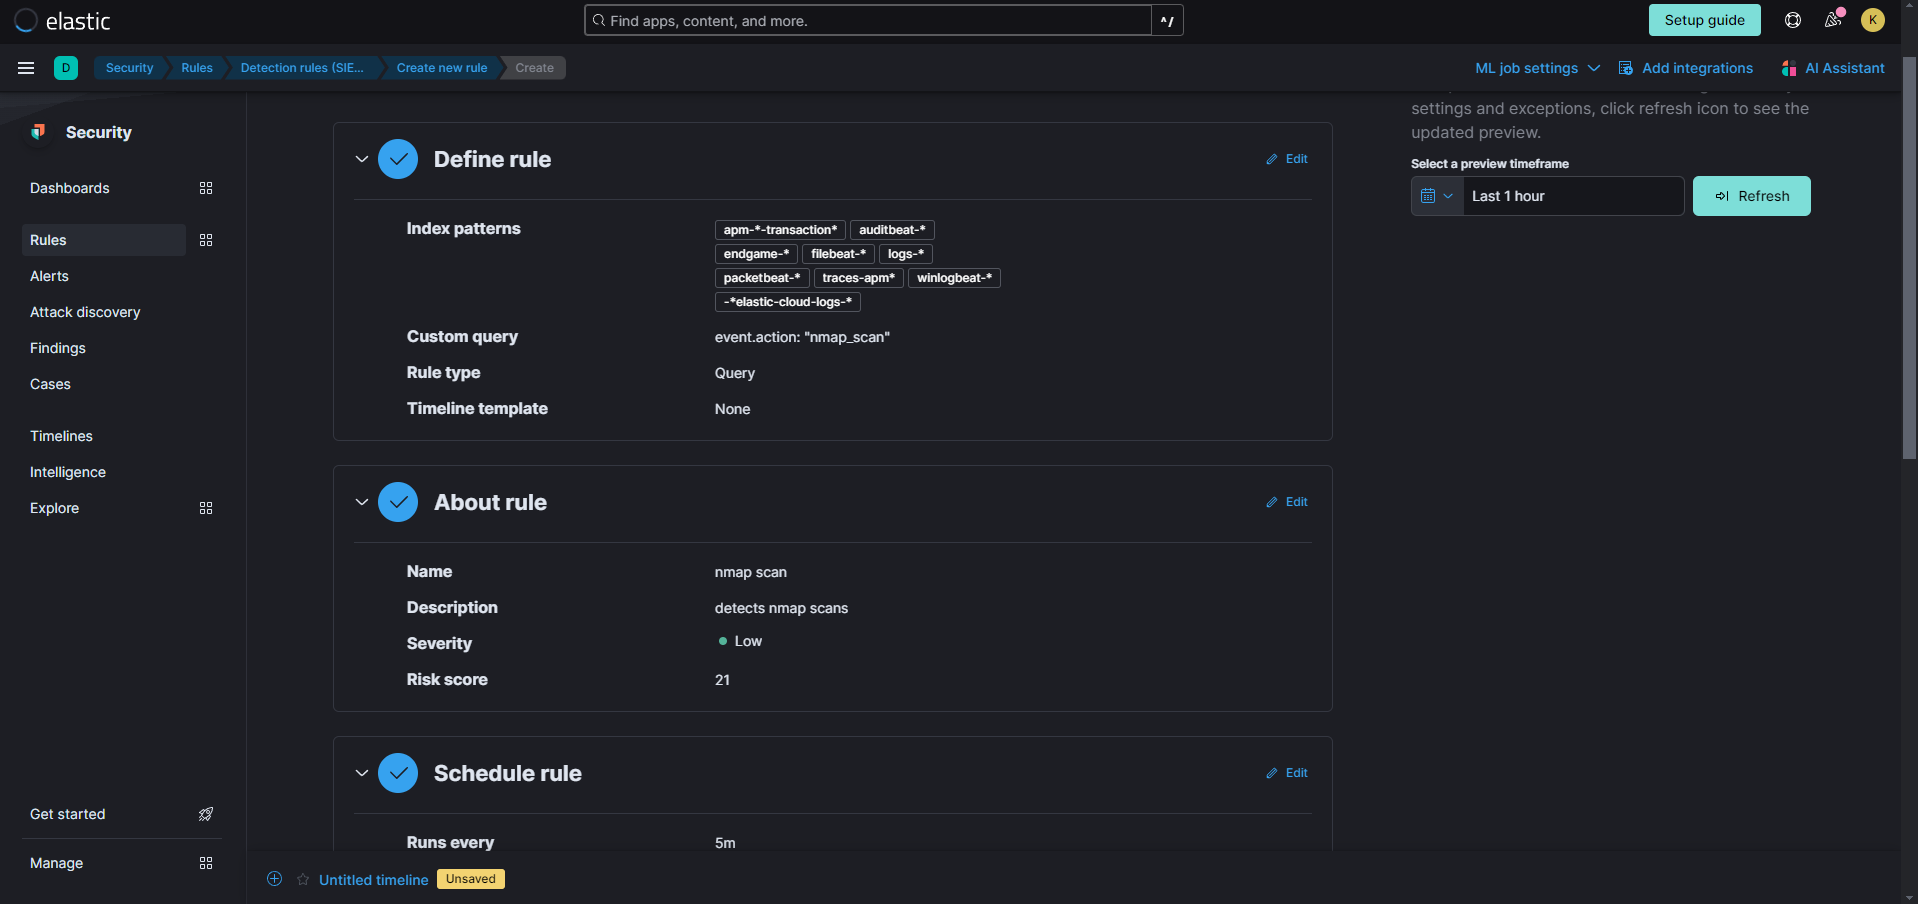 elastic
Find apps, content, and more.
^/
Setup guide
K
D
Security
Rules
Detection rules (SIE...
Create new rule
Create
ML job settings
Add integrations
AI Assistant
Security
Dashboards
Rules
Alerts
Attack discovery
Findings
Cases
Timelines
Intelligence
Explore
Get started
Manage
Define rule
Edit
Index patterns
apm-*-transaction* auditbeat-*
endgame-* filebeat-* logs-*
packetbeat-* traces-apm* winlogbeat-*
-*elastic-cloud-logs-*
Custom query
event.action: "nmap_scan"
Rule type
Query
Timeline template
None
About rule
Edit
Name
nmap scan
Description
detects nmap scans
Severity
Low
Risk score
21
Schedule rule
Edit
Runs every
5m
settings and exceptions, click refresh icon to see the
updated preview.
Select a preview timeframe
Last 1 hour
Refresh
Untitled timeline
Unsaved